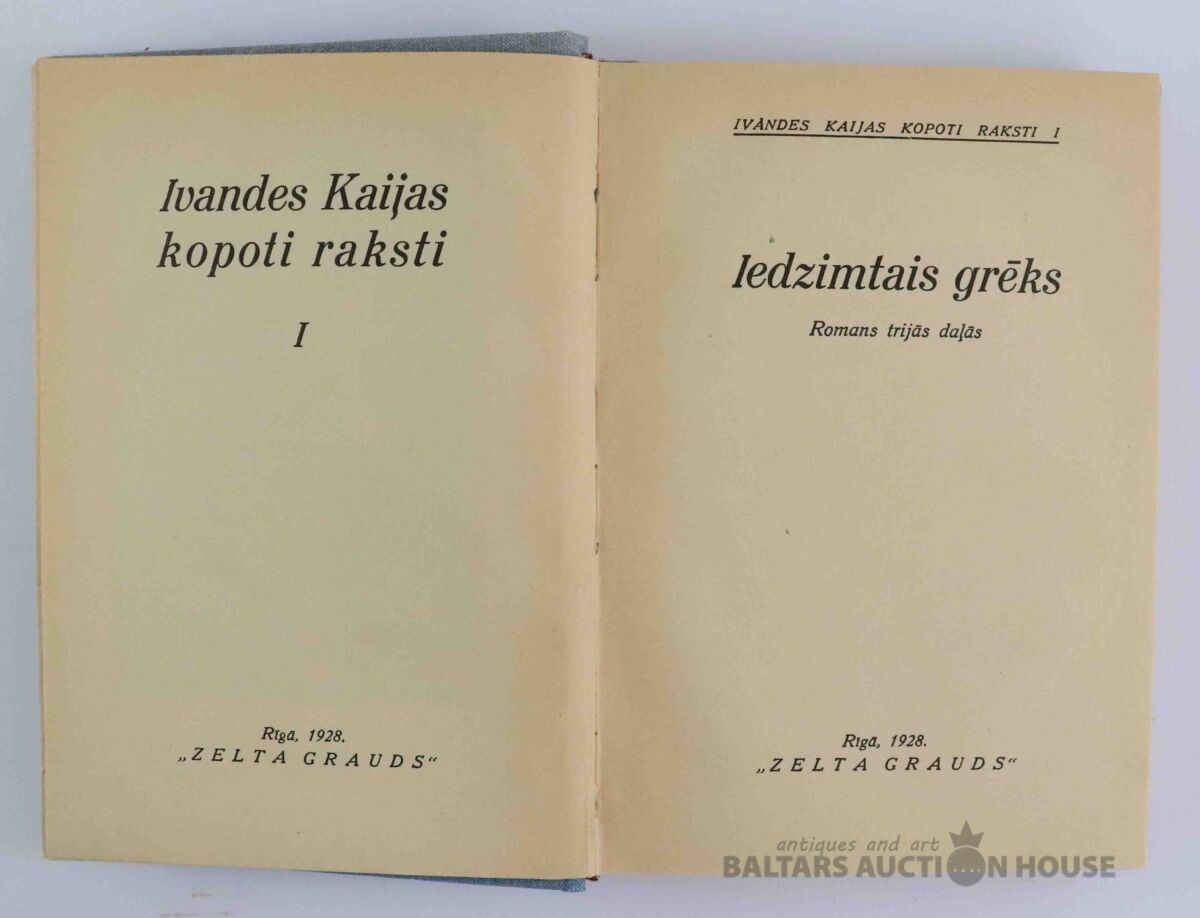 Ivandes Kaijas
kopoti raksti
I
Rīgā, 1928.
„ZELTA GRAUDS“
IVANDES KAIJAS KOPOTI RAKSTI I
Iedzimtais grēks
Romans trijās daļās
Rīgā, 1928.
„ZELTA GRAUDS“
antiques and art
BALTARS AUCTION HOUSE